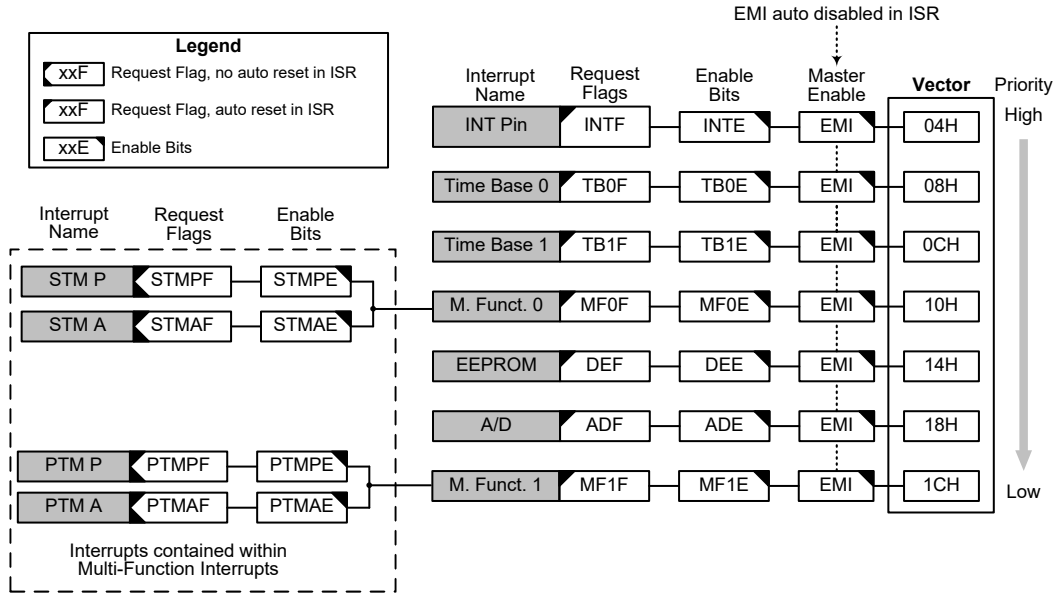 EMI auto disabled in ISR
Legend
xxF Request Flag, no auto reset in ISR
xxF Request Flag, auto reset in ISR
xxE Enable Bits
Interrupt Name Request Flags Enable Bits Master Enable Vector Priority
High
INT Pin INTF INTE EMI 04H
Time Base 0 TB0F TB0E EMI 08H
Time Base 1 TB1F TB1E EMI 0CH
M. Funct. 0 MF0F MF0E EMI 10H
EEPROM DEF DEE EMI 14H
A/D ADF ADE EMI 18H
M. Funct. 1 MF1F MF1E EMI 1CH
Low
Interrupt Name Request Flags Enable Bits
STM P STMPF STMPE
STM A STMAF STMAE
PTM P PTMPF PTMPE
PTM A PTMAF PTMAE
Interrupts contained within
Multi-Function Interrupts